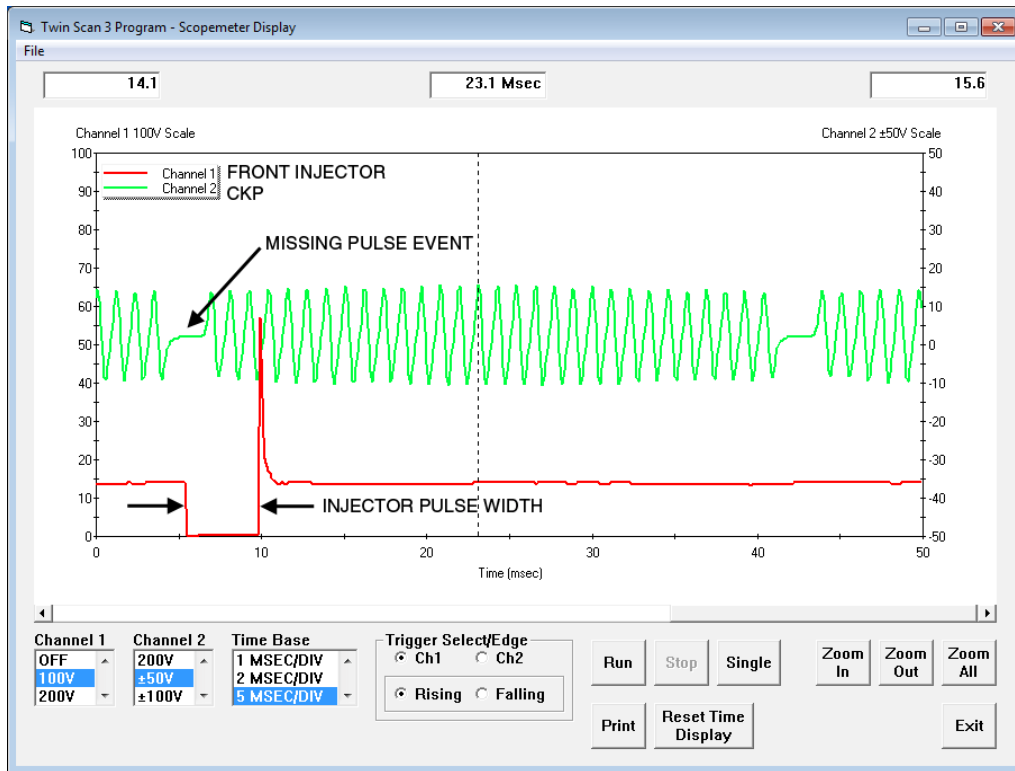 Twin Scan 3 Program - Scopemeter Display
File
14.1
23.1 Msec
15.6
Channel 1 100V Scale
Channel 2 ±50V Scale
100
90
80
70
60
50
40
30
20
10
0
50
40
30
20
10
0
-10
-20
-30
-40
-50
Channel 1
Channel 2
FRONT INJECTOR
CKP
MISSING PULSE EVENT
INJECTOR PULSE WIDTH
0 10 20 30 40 50
Time (msec)
Channel 1
OFF
100V
200V
Channel 2
200V
±50V
±100V
Time Base
1 MSEC/DIV
2 MSEC/DIV
5 MSEC/DIV
Trigger Select/Edge
Ch1 Ch2
Rising Falling
Run
Stop
Single
Zoom
In
Zoom
Out
Zoom
All
Print
Reset Time
Display
Exit